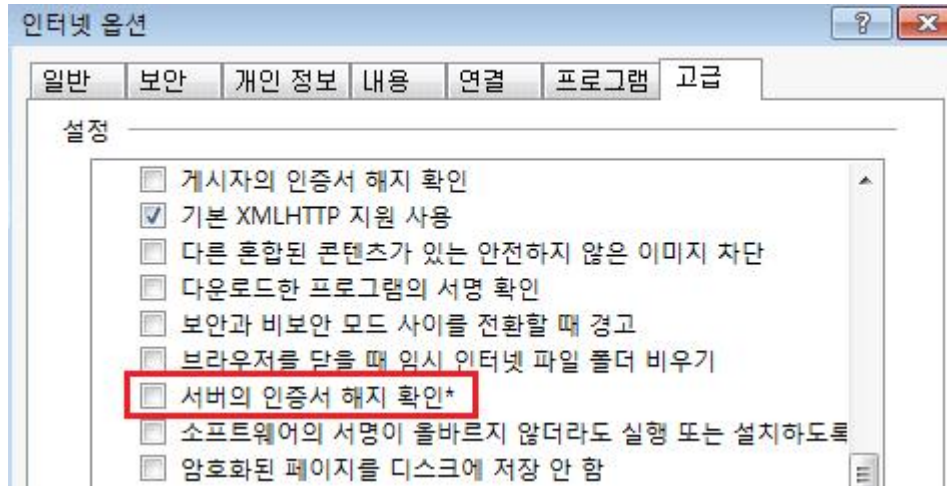 인터넷 옵션
일반 보안 개인 정보 내용 연결 프로그램 고급
설정
게시자의 인증서 해지 확인
기본 XMLHTTP 지원 사용
다른 혼합된 콘텐츠가 있는 안전하지 않은 이미지 차단
다운로드한 프로그램의 서명 확인
보안과 비보안 모드 사이를 전환할 때 경고
브라우저를 닫을 때 임시 인터넷 파일 폴더 비우기
서버의 인증서 해지 확인*
소프트웨어의 서명이 올바르지 않더라도 실행 또는 설치하도록
암호화된 페이지를 디스크에 저장 안 함